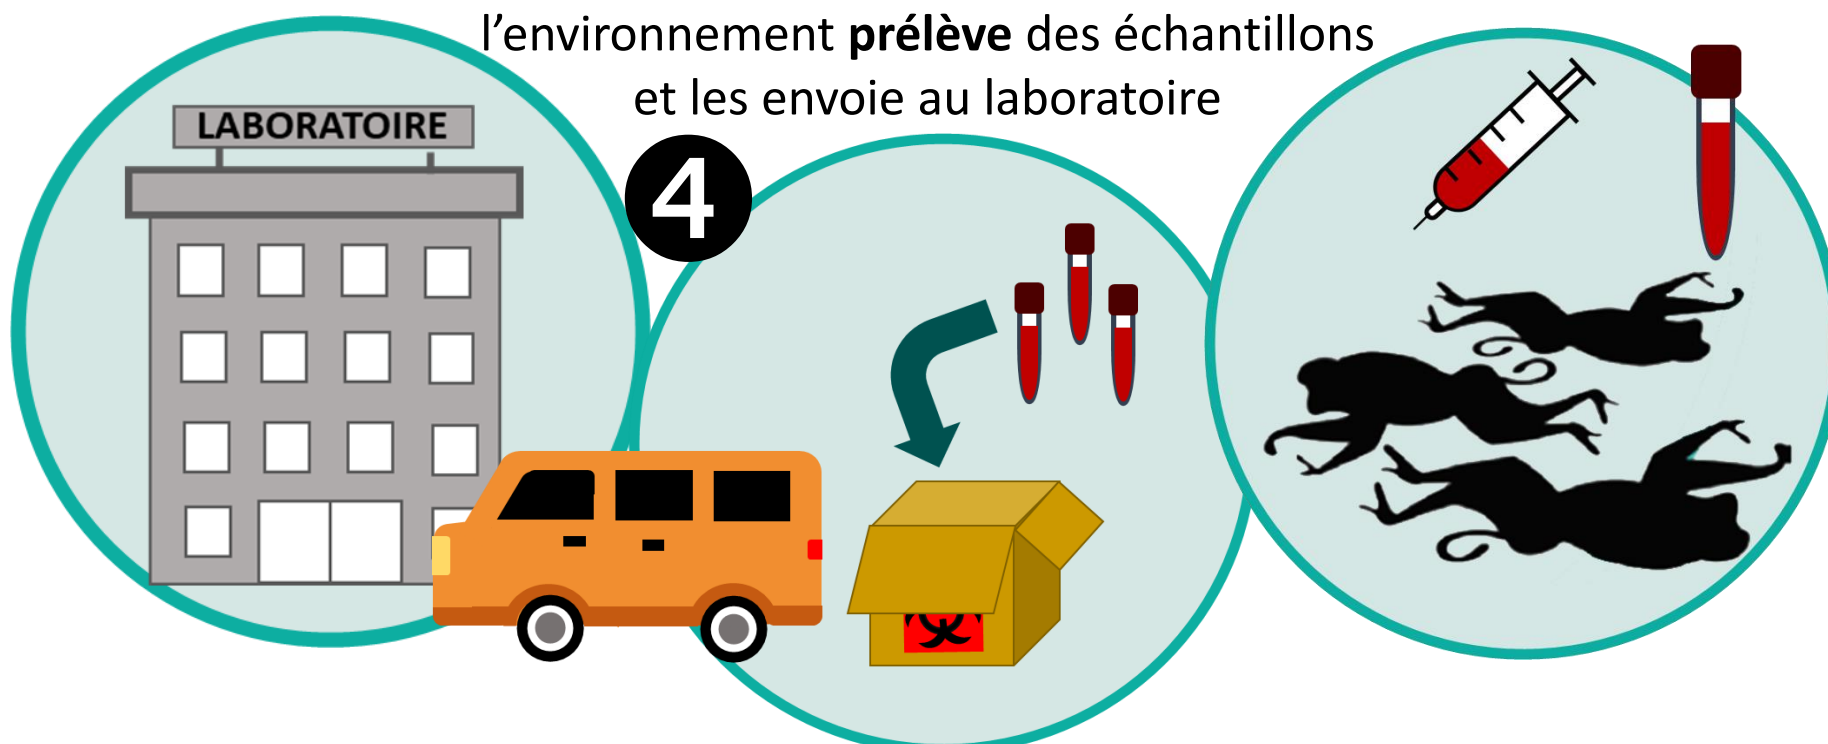 l’environnement prélève des échantillons
et les envoie au laboratoire
LABORATOIRE
4